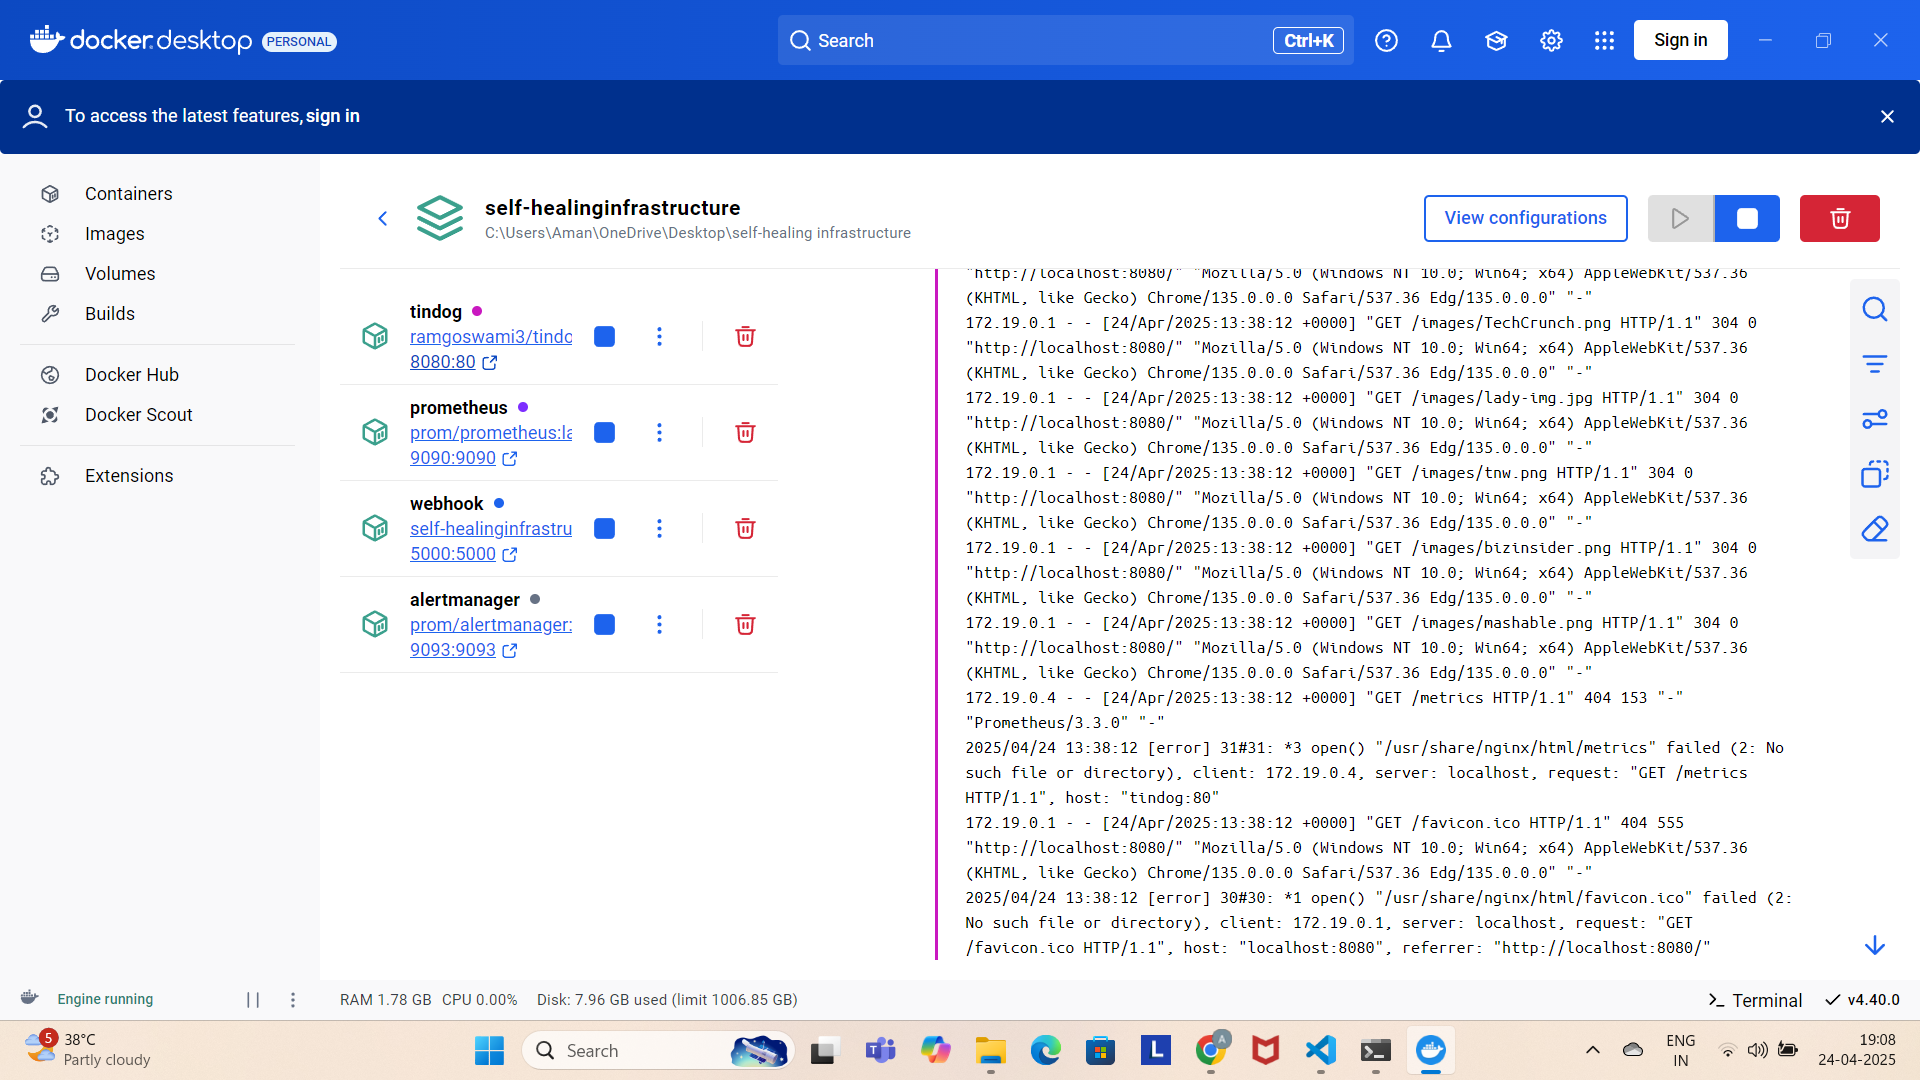 docker.desktop PERSONAL
Search
Ctrl+K
Sign in
To access the latest features, sign in
Containers
Images
Volumes
Builds
Docker Hub
Docker Scout
Extensions
self-healinginfrastructure
C:\Users\Aman\OneDrive\Desktop\self-healing infrastructure
View configurations
tindog
ramgoswami3/tindo
8080:80
prometheus
prom/prometheus:la
9090:9090
webhook
self-healinginfrastru
5000:5000
alertmanager
prom/alertmanager:
9093:9093
"http://localhost:8080/" "Mozilla/5.0 (Windows NT 10.0; Win64; x64) AppleWebKit/537.36
(KHTML, like Gecko) Chrome/135.0.0.0 Safari/537.36 Edg/135.0.0.0" "-"
172.19.0.1 - - [24/Apr/2025:13:38:12 +0000] "GET /images/TechCrunch.png HTTP/1.1" 304 0
"http://localhost:8080/" "Mozilla/5.0 (Windows NT 10.0; Win64; x64) AppleWebKit/537.36
(KHTML, like Gecko) Chrome/135.0.0.0 Safari/537.36 Edg/135.0.0.0" "-"
172.19.0.1 - - [24/Apr/2025:13:38:12 +0000] "GET /images/lady-img.jpg HTTP/1.1" 304 0
"http://localhost:8080/" "Mozilla/5.0 (Windows NT 10.0; Win64; x64) AppleWebKit/537.36
(KHTML, like Gecko) Chrome/135.0.0.0 Safari/537.36 Edg/135.0.0.0" "-"
172.19.0.1 - - [24/Apr/2025:13:38:12 +0000] "GET /images/tnw.png HTTP/1.1" 304 0
"http://localhost:8080/" "Mozilla/5.0 (Windows NT 10.0; Win64; x64) AppleWebKit/537.36
(KHTML, like Gecko) Chrome/135.0.0.0 Safari/537.36 Edg/135.0.0.0" "-"
172.19.0.1 - - [24/Apr/2025:13:38:12 +0000] "GET /images/bizinsider.png HTTP/1.1" 304 0
"http://localhost:8080/" "Mozilla/5.0 (Windows NT 10.0; Win64; x64) AppleWebKit/537.36
(KHTML, like Gecko) Chrome/135.0.0.0 Safari/537.36 Edg/135.0.0.0" "-"
172.19.0.1 - - [24/Apr/2025:13:38:12 +0000] "GET /images/mashable.png HTTP/1.1" 304 0
"http://localhost:8080/" "Mozilla/5.0 (Windows NT 10.0; Win64; x64) AppleWebKit/537.36
(KHTML, like Gecko) Chrome/135.0.0.0 Safari/537.36 Edg/135.0.0.0" "-"
172.19.0.4 - - [24/Apr/2025:13:38:12 +0000] "GET /metrics HTTP/1.1" 404 153 "-"
"Prometheus/3.3.0" "-"
2025/04/24 13:38:12 [error] 31#31: *3 open() "/usr/share/nginx/html/metrics" failed (2: No
such file or directory), client: 172.19.0.4, server: localhost, request: "GET /metrics
HTTP/1.1", host: "tindog:80"
172.19.0.1 - - [24/Apr/2025:13:38:12 +0000] "GET /favicon.ico HTTP/1.1" 404 555
"http://localhost:8080/" "Mozilla/5.0 (Windows NT 10.0; Win64; x64) AppleWebKit/537.36
(KHTML, like Gecko) Chrome/135.0.0.0 Safari/537.36 Edg/135.0.0.0" "-"
2025/04/24 13:38:12 [error] 30#30: *1 open() "/usr/share/nginx/html/favicon.ico" failed (2:
No such file or directory), client: 172.19.0.1, server: localhost, request: "GET
/favicon.ico HTTP/1.1", host: "localhost:8080", referrer: "http://localhost:8080/"
Engine running
RAM 1.78 GB CPU 0.00% Disk: 7.96 GB used (limit 1006.85 GB)
Terminal
v4.40.0
5
38°C
Partly cloudy
Search
L
A
ENG
IN
19:08
24-04-2025